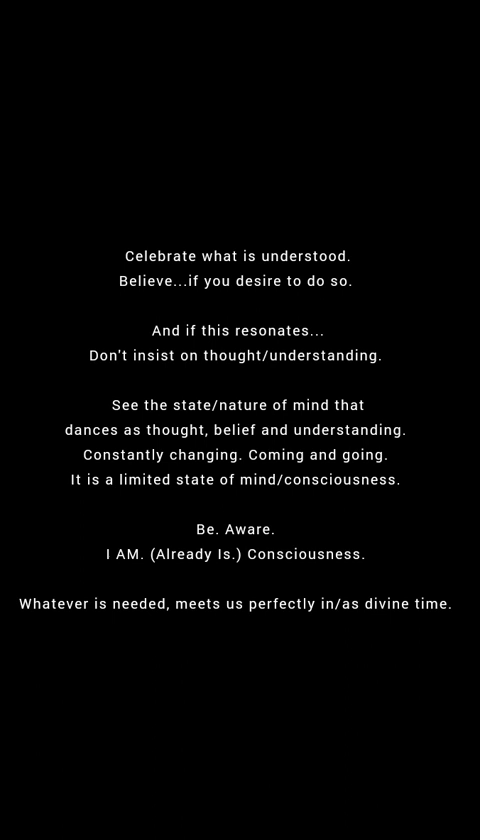 Celebrate what is understood.
Believe...if you desire to do so.
And if this resonates...
Don't insist on thought/understanding.
See the state/nature of mind that
dances as thought, belief and understanding.
Constantly changing. Coming and going.
It is a limited state of mind/consciousness.
Be. Aware.
I AM. (Already Is.) Consciousness.
Whatever is needed, meets us perfectly in/as divine time.